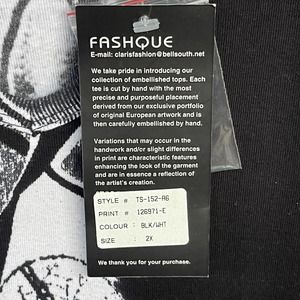 FASHQUE
E-mail: clarisfashion@bellsouth.net
We take pride in introducing our
collection of embellished tops. Each
tee is cut by hand with the most
precise and purposeful placement
derived from our exclusive portfolio
of original European artwork and is
then carefully embellished by hand.
Variations that may occur in the
handwork and/or slight differences
in print are characteristic features
enhancing the look of the garment
and are in essence a reflection of
the artist's creation.
STYLE # TS-152-A6
PRINT # 126971-E
COLOUR : BLK/WHT
SIZE : 2X
We thank you for your purchase.